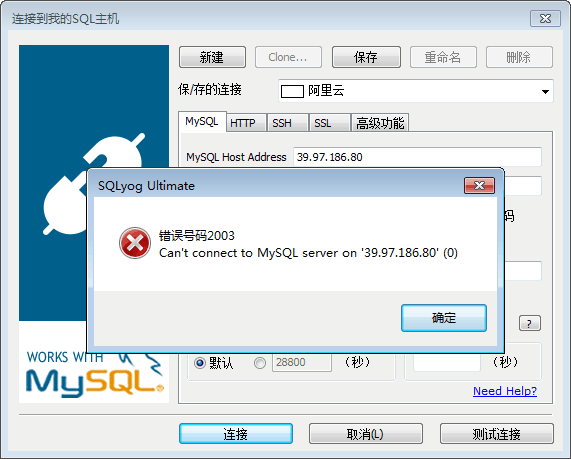 连接到我的SQL主机
新建 Clone... 保存 重命名 删除
保/存的连接 阿里云
MySQL HTTP SSH SSL 高级功能
MySQL Host Address 39.97.186.80
SQLyog Ultimate
码
错误号码2003
Can't connect to MySQL server on '39.97.186.80' (0)
确定
?
WORKS WITH
MySQL®
默认 28800 (秒) (秒)
Need Help?
连接 取消(L) 测试连接